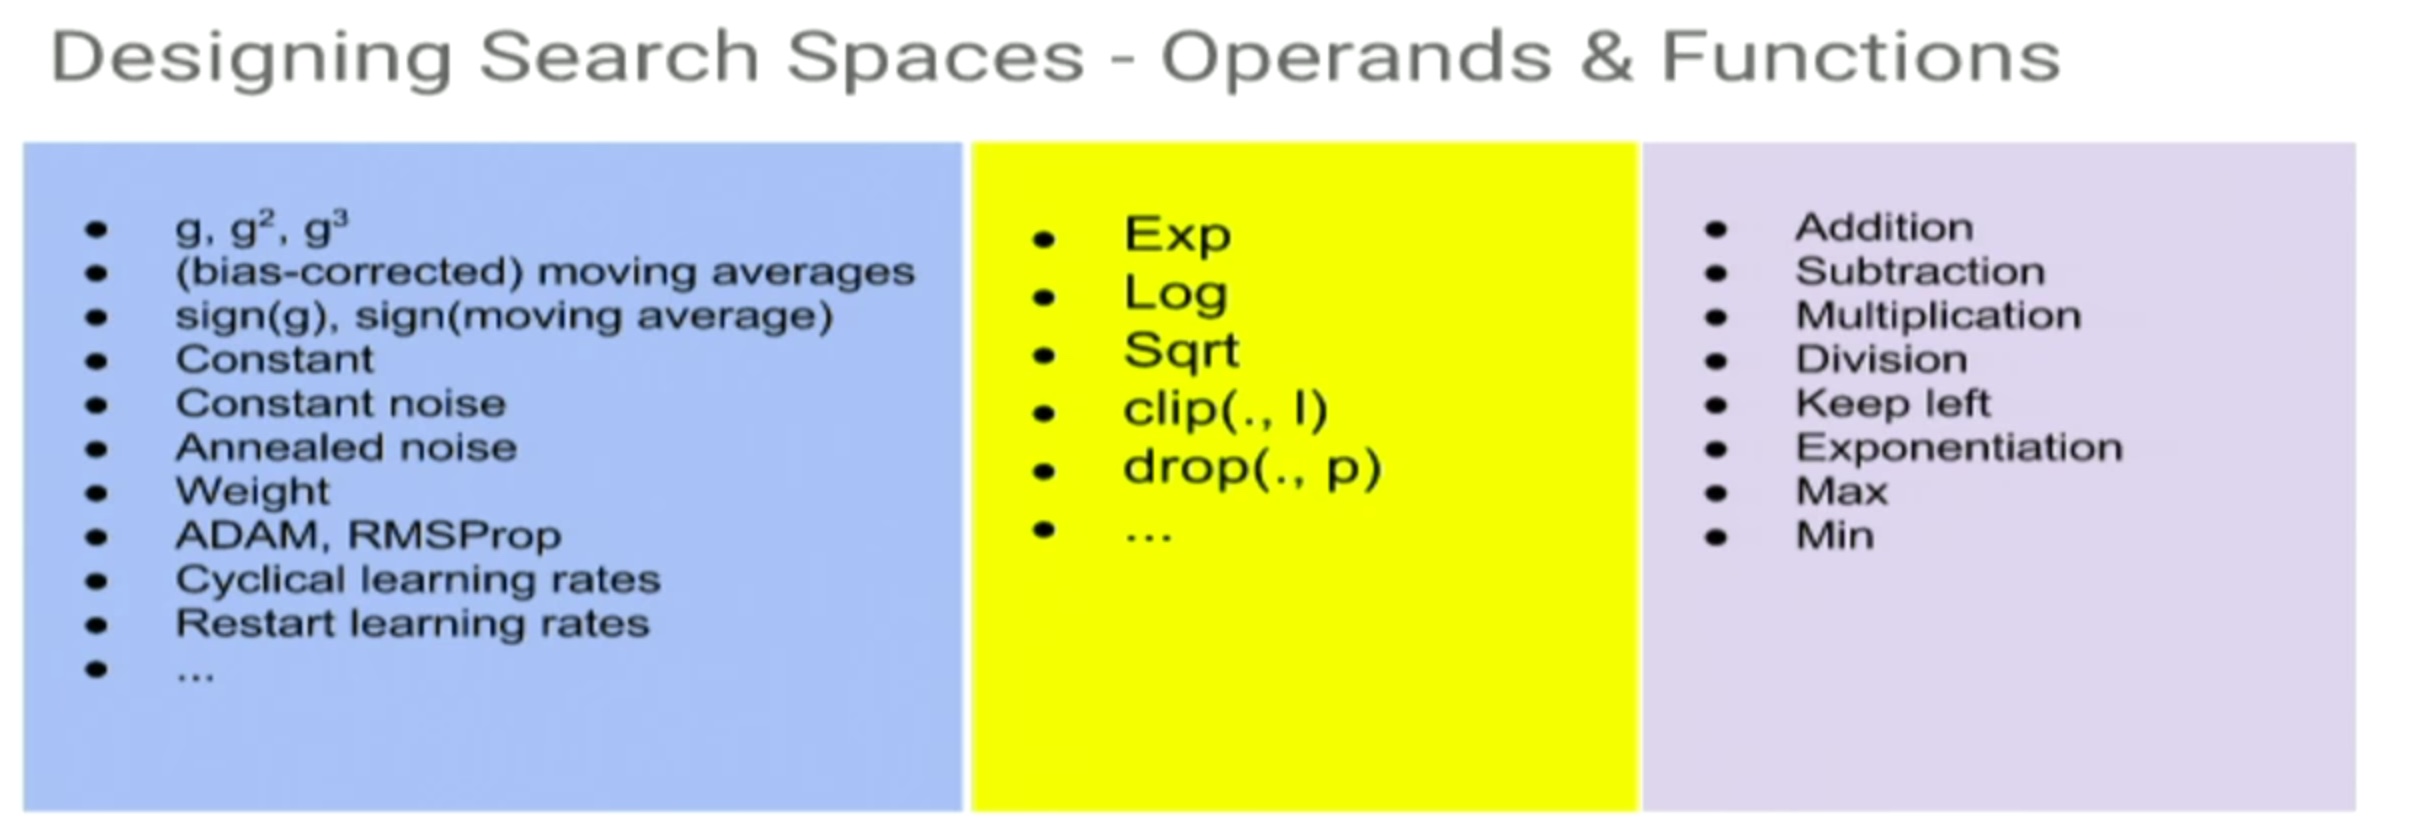 Designing Search Spaces - Operands & Functions
• g, g², g³
• (bias-corrected) moving averages
• sign(g), sign(moving average)
• Constant
• Constant noise
• Annealed noise
• Weight
• ADAM, RMSProp
• Cyclical learning rates
• Restart learning rates
• ...
• Exp
• Log
• Sqrt
• clip(., l)
• drop(., p)
• ...
• Addition
• Subtraction
• Multiplication
• Division
• Keep left
• Exponentiation
• Max
• Min